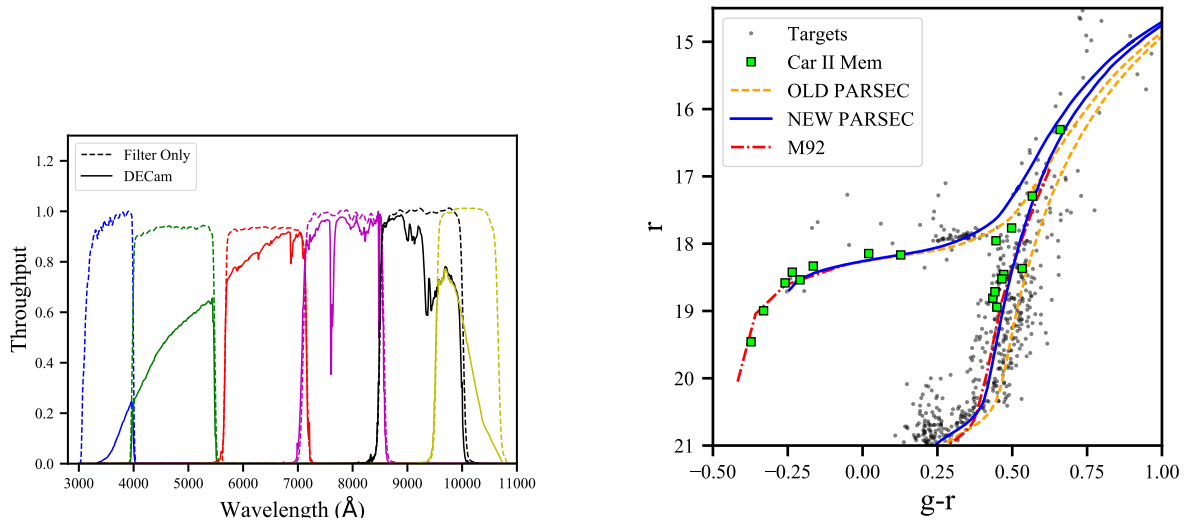 1.2
1.0
0.8
0.6
0.4
0.2
0.0
Throughput
Filter Only
DECam
3000 4000 5000 6000 7000 8000 9000 10000 11000
Wavelength (Å)
15
16
17
18
19
20
21
r
Targets
Car II Mem
OLD PARSEC
NEW PARSEC
M92
−0.50 −0.25 0.00 0.25 0.50 0.75 1.00
g-r